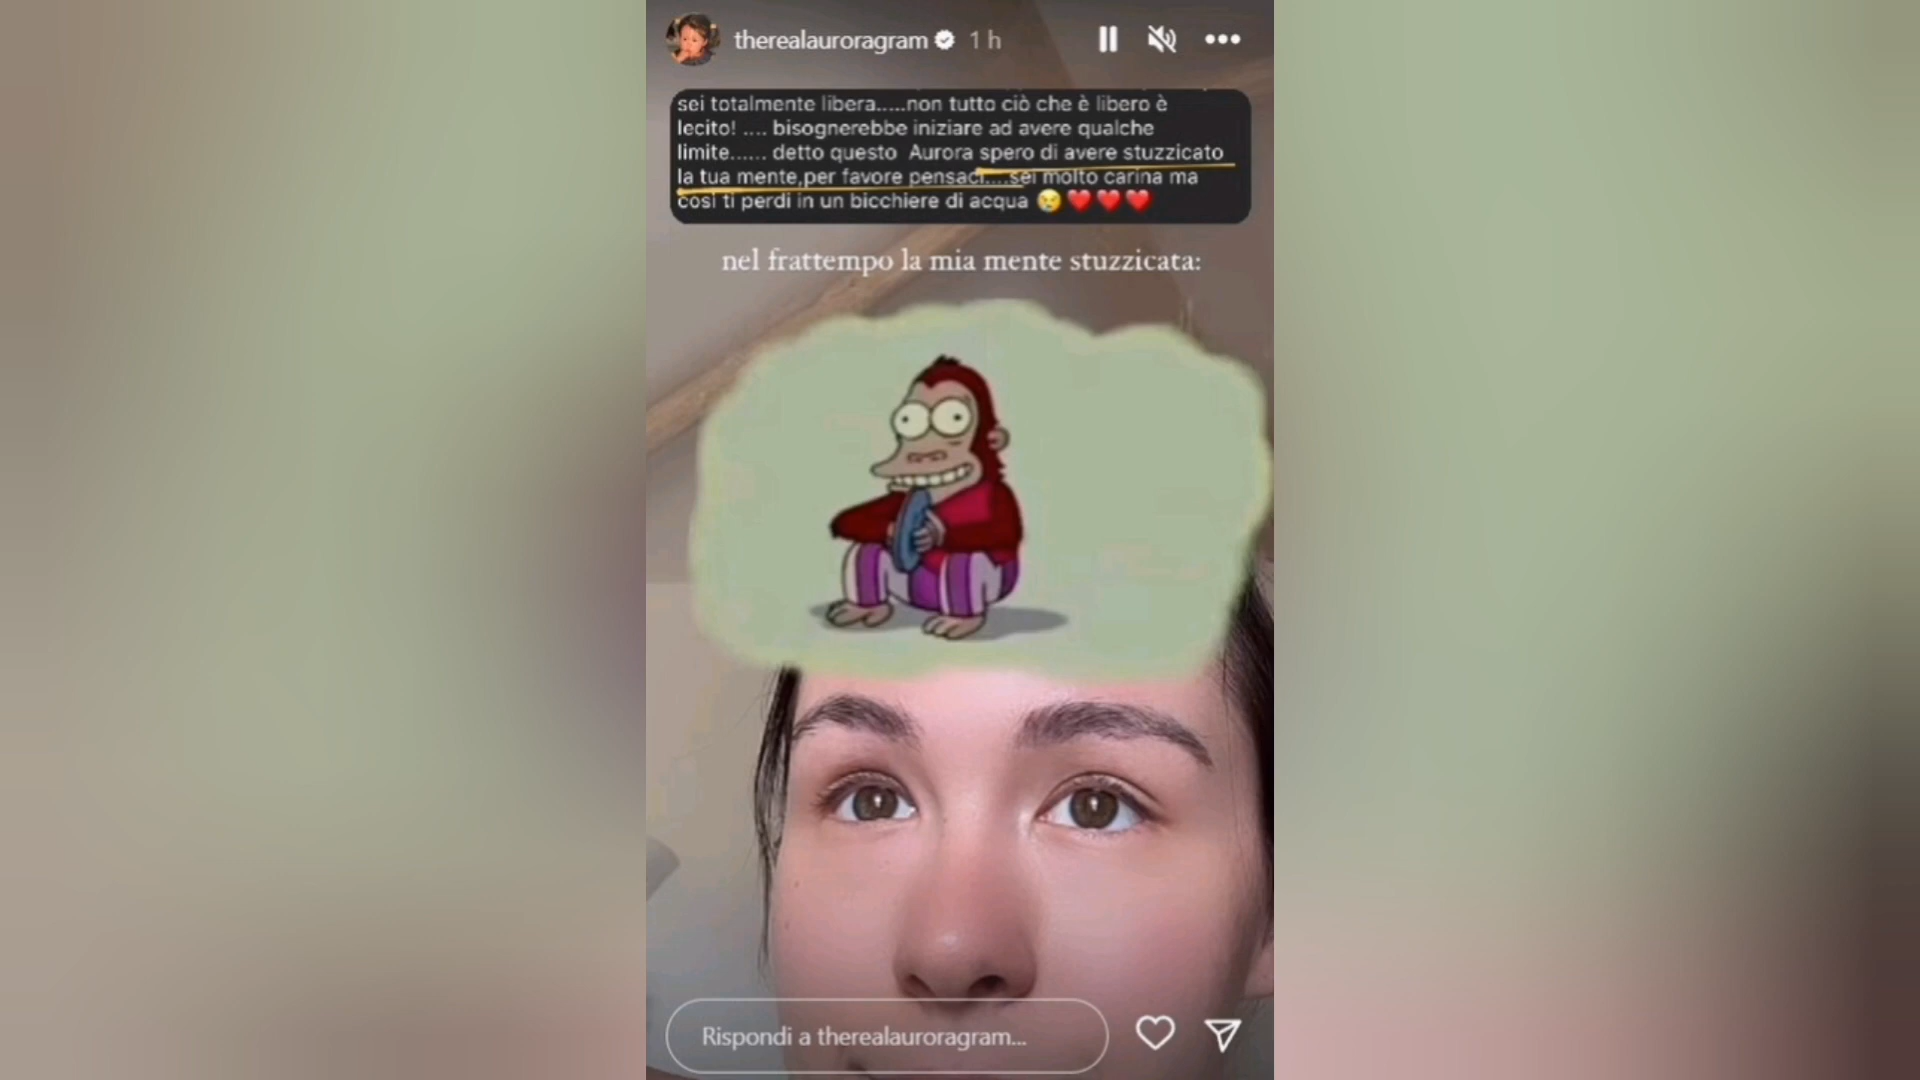 therealauroragram 1 h
sei totalmente libera.....non tutto ciò che è libero è
lecito! .... bisognerebbe iniziare ad avere qualche
limite...... detto questo  Aurora spero di avere stuzzicato
la tua mente,per favore pensaci....sei molto carina ma
così ti perdi in un bicchiere di acqua 😢❤️❤️❤️
nel frattempo la mia mente stuzzicata:
Rispondi a therealauroragram...